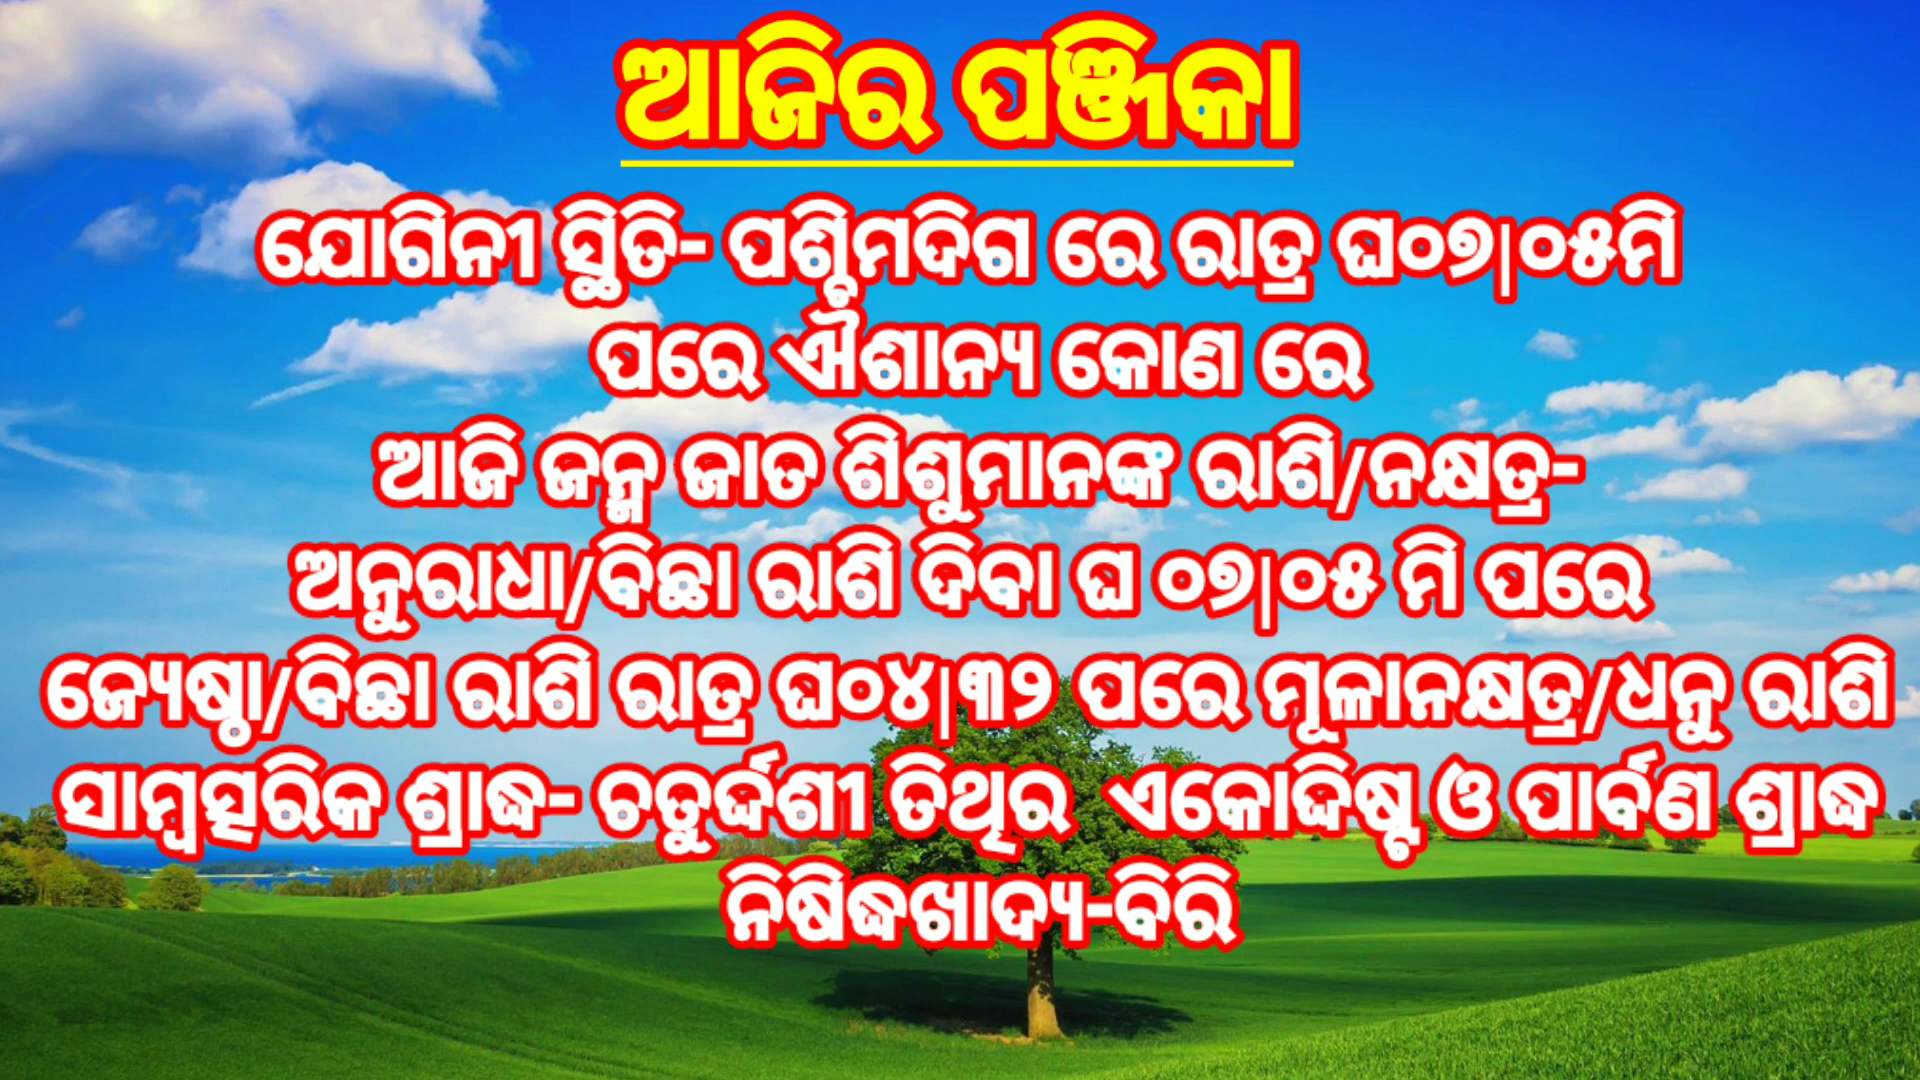 ଆଜିର ପଞ୍ଜିକା
ଯୋଗିନୀ ସ୍ଥିତି- ପଶ୍ଚିମଦିଗ ରେ ରାତ୍ର ଘ୦୭|୦୫ମି
ପରେ ଐଶାନ୍ୟ କୋଣ ରେ
ଆଜି ଜନ୍ମ ଜାତ ଶିଶୁମାନଙ୍କ ରାଶି/ନକ୍ଷତ୍ର-
ଅନୁରାଧା/ବିଛା ରାଶି ଦିବା ଘ ୦୭|୦୫ ମି ପରେ
ଜ୍ୟେଷ୍ଠା/ବିଛା ରାଶି ରାତ୍ର ଘ୦୪|୩୨ ପରେ ମୂଳାନକ୍ଷତ୍ର/ଧନୁ ରାଶି
ସାମ୍ବତ୍ସରିକ ଶ୍ରାଦ୍ଧ- ଚତୁର୍ଦ୍ଦଶୀ ତିଥିର ଏକୋଦ୍ଦିଷ୍ଟ ଓ ପାର୍ବଣ ଶ୍ରାଦ୍ଧ
ନିଷିଦ୍ଧଖାଦ୍ୟ-ବିରି